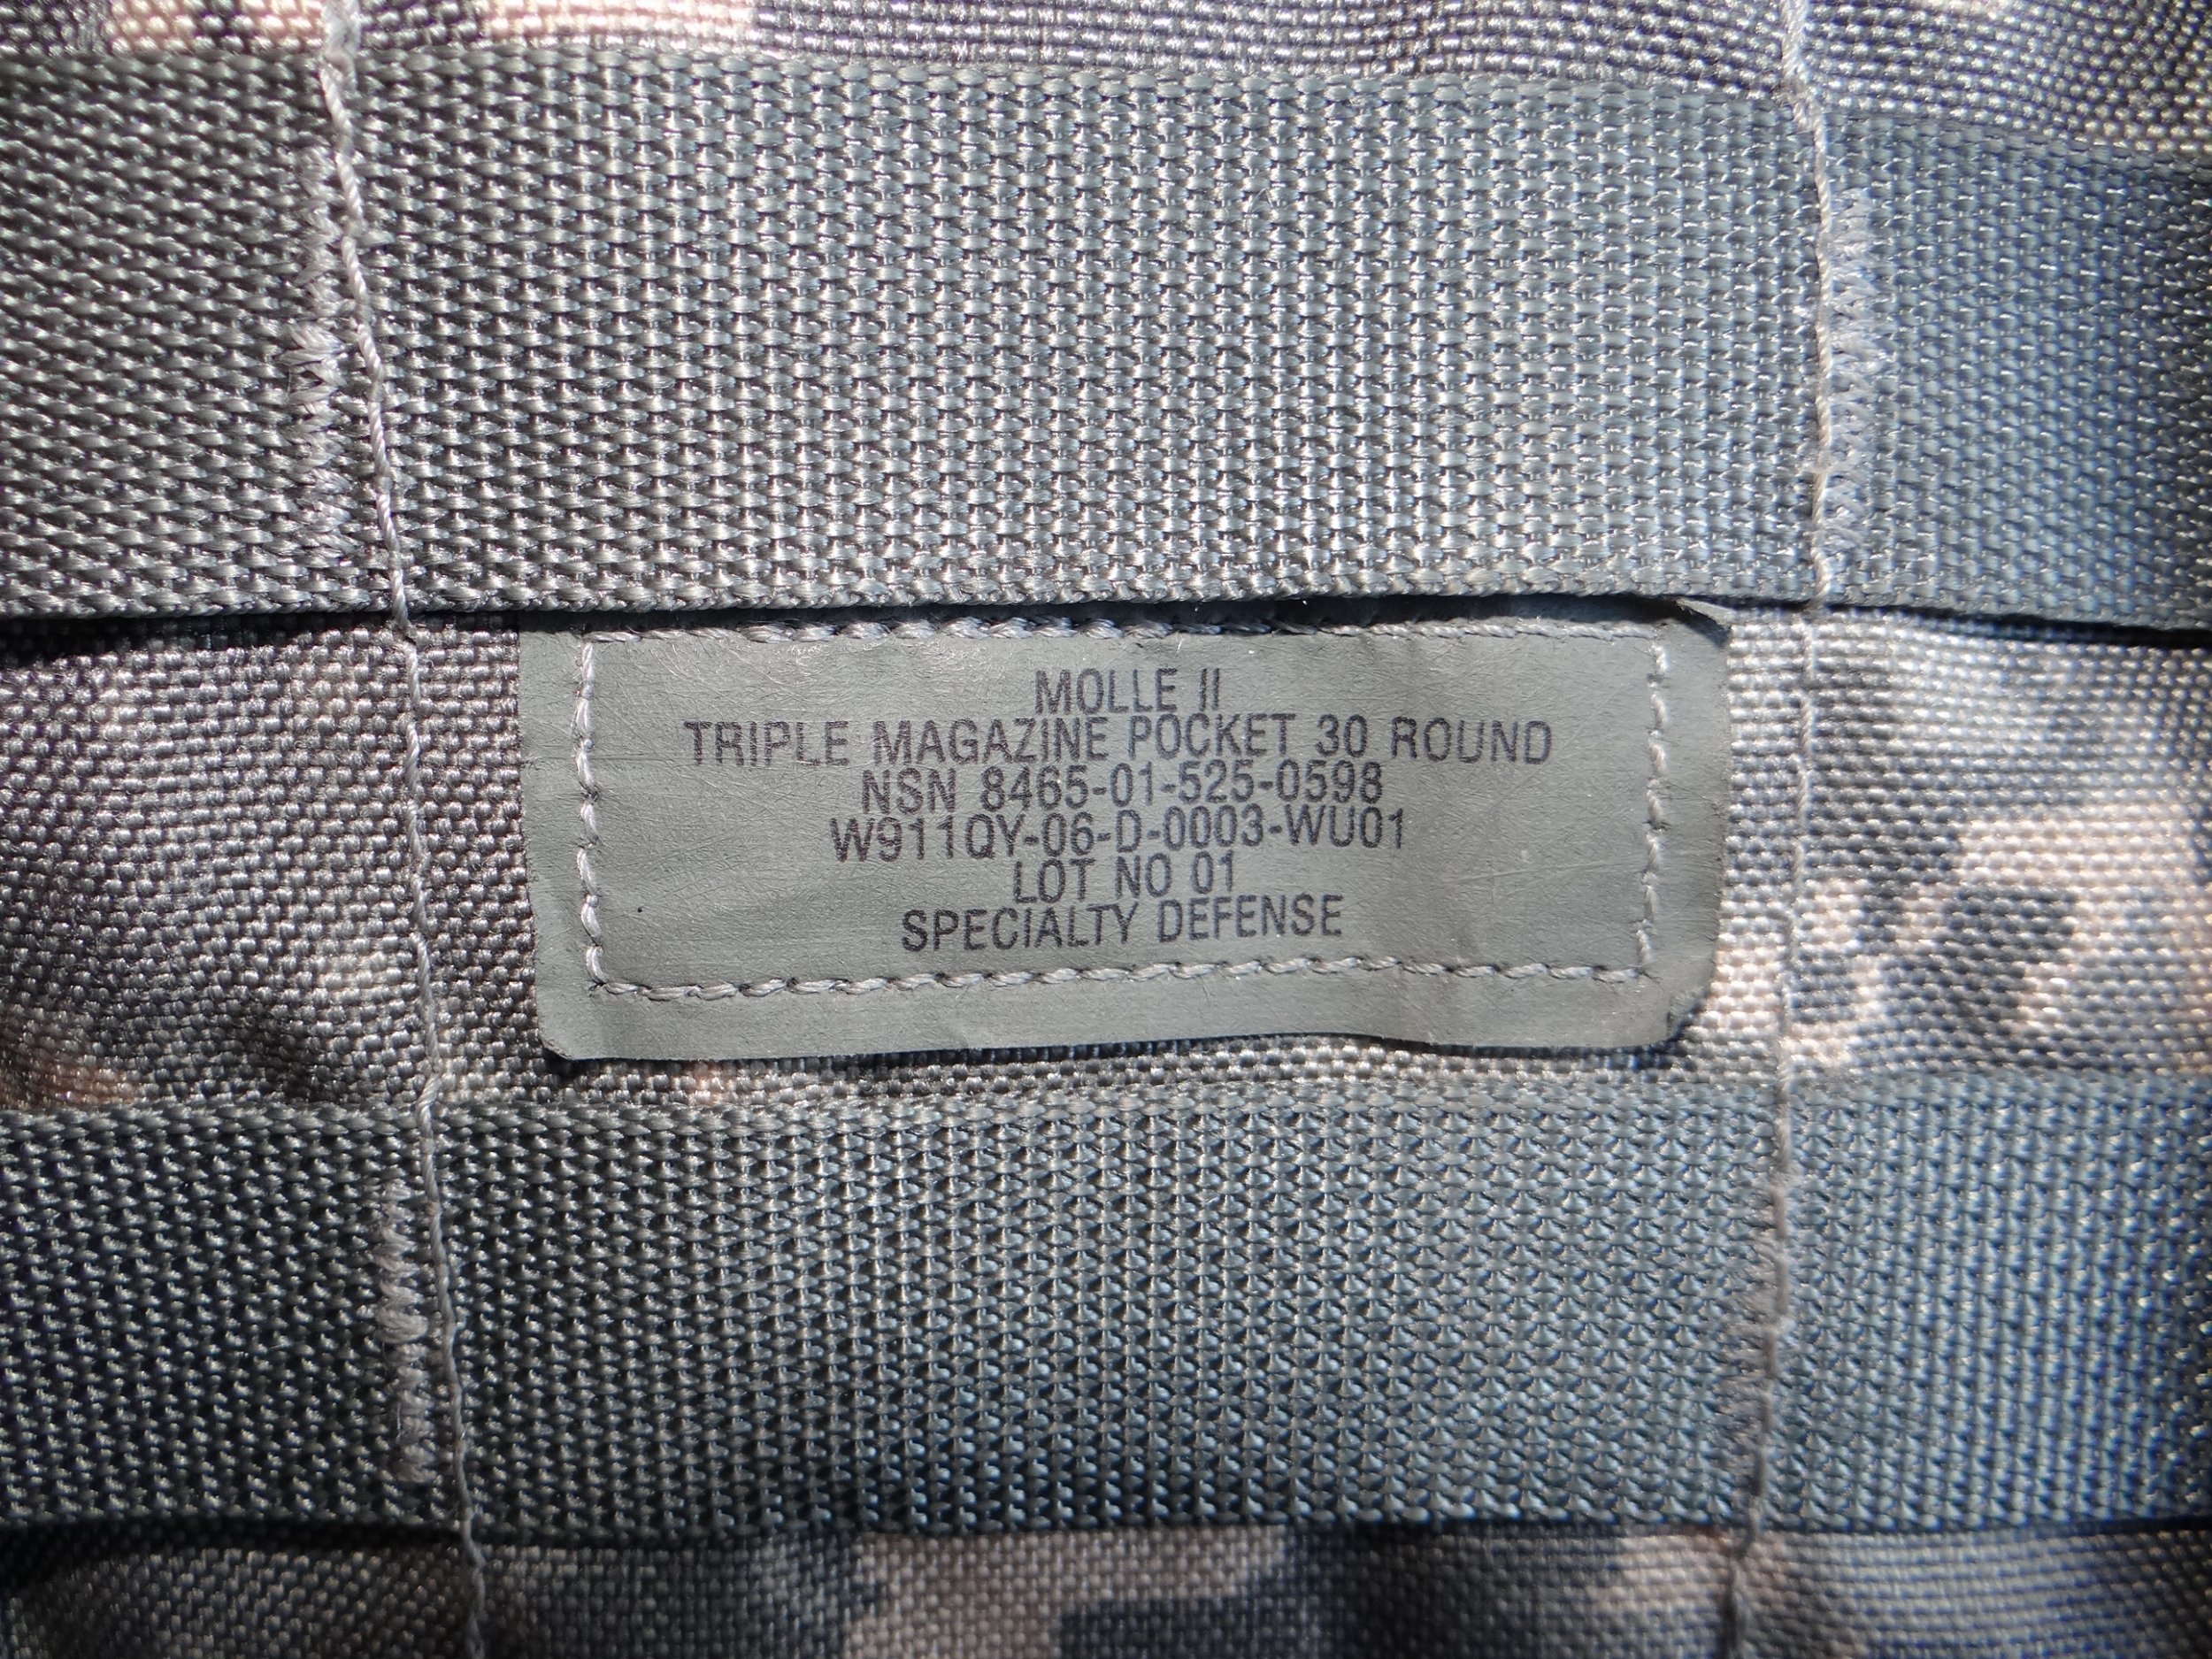 MOLLE II
TRIPLE MAGAZINE POCKET 30 ROUND
NSN 8465-01-525-0598
W911QY-06-D-0003-WU01
LOT NO 01
SPECIALTY DEFENSE